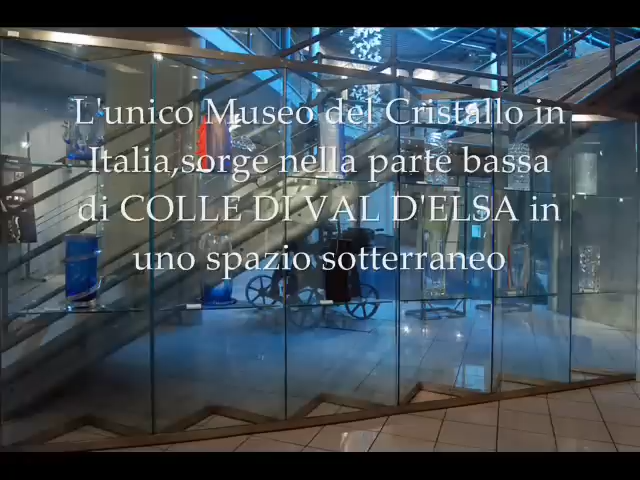 L'unico Museo del Cristallo in
Italia,sorge nella parte bassa
di COLLE DI VAL D'ELSA in
uno spazio sotterraneo